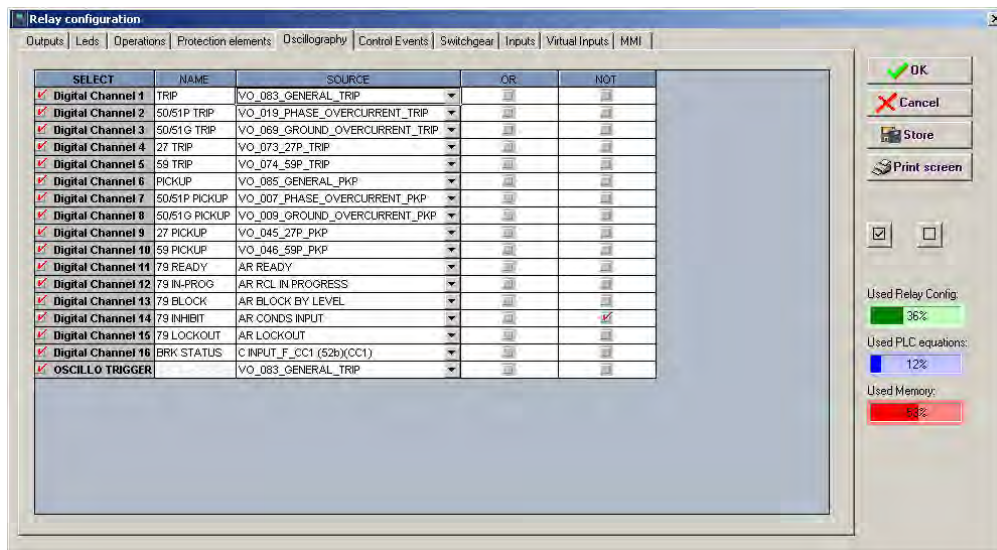 Relay configuration
Outputs Leds Operations Protection elements Oscillography Control Events Switchgear Inputs Virtual Inputs MMI
SELECT NAME SOURCE OR NOT
Digital Channel 1 TRIP VO_083_GENERAL_TRIP
Digital Channel 2 50/51P TRIP VO_019_PHASE_OVERCURRENT_TRIP
Digital Channel 3 50/51G TRIP VO_069_GROUND_OVERCURRENT_TRIP
Digital Channel 4 27 TRIP VO_073_27P_TRIP
Digital Channel 5 59 TRIP VO_074_59P_TRIP
Digital Channel 6 PICKUP VO_085_GENERAL_PKP
Digital Channel 7 50/51P PICKUP VO_007_PHASE_OVERCURRENT_PKP
Digital Channel 8 50/51G PICKUP VO_009_GROUND_OVERCURRENT_PKP
Digital Channel 9 27 PICKUP VO_045_27P_PKP
Digital Channel 10 59 PICKUP VO_046_59P_PKP
Digital Channel 11 79 READY AR READY
Digital Channel 12 79 IN-PROG AR RCL IN PROGRESS
Digital Channel 13 79 BLOCK AR BLOCK BY LEVEL
Digital Channel 14 79 INHIBIT AR CONDS INPUT
Digital Channel 15 79 LOCKOUT AR LOCKOUT
Digital Channel 16 BRK STATUS C INPUT_F_CC1 (52b)(CC1)
OSCILLO TRIGGER VO_083_GENERAL_TRIP
OK
Cancel
Store
Print screen
Used Relay Config:
36%
Used PLC equations:
12%
Used Memory: